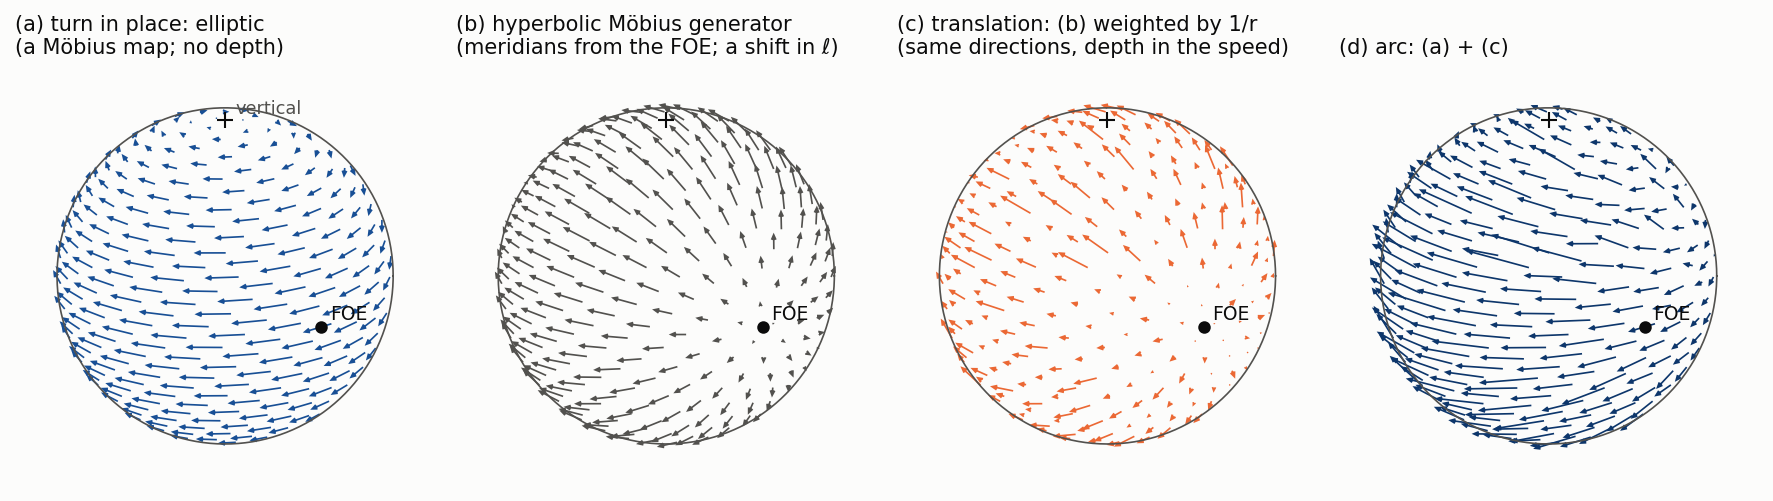 (a) turn in place: elliptic
(a Möbius map; no depth)
(b) hyperbolic Möbius generator
(meridians from the FOE; a shift in ℓ)
(c) translation: (b) weighted by 1/r
(same directions, depth in the speed)
(d) arc: (a) + (c)
vertical
FOE
FOE
FOE
FOE